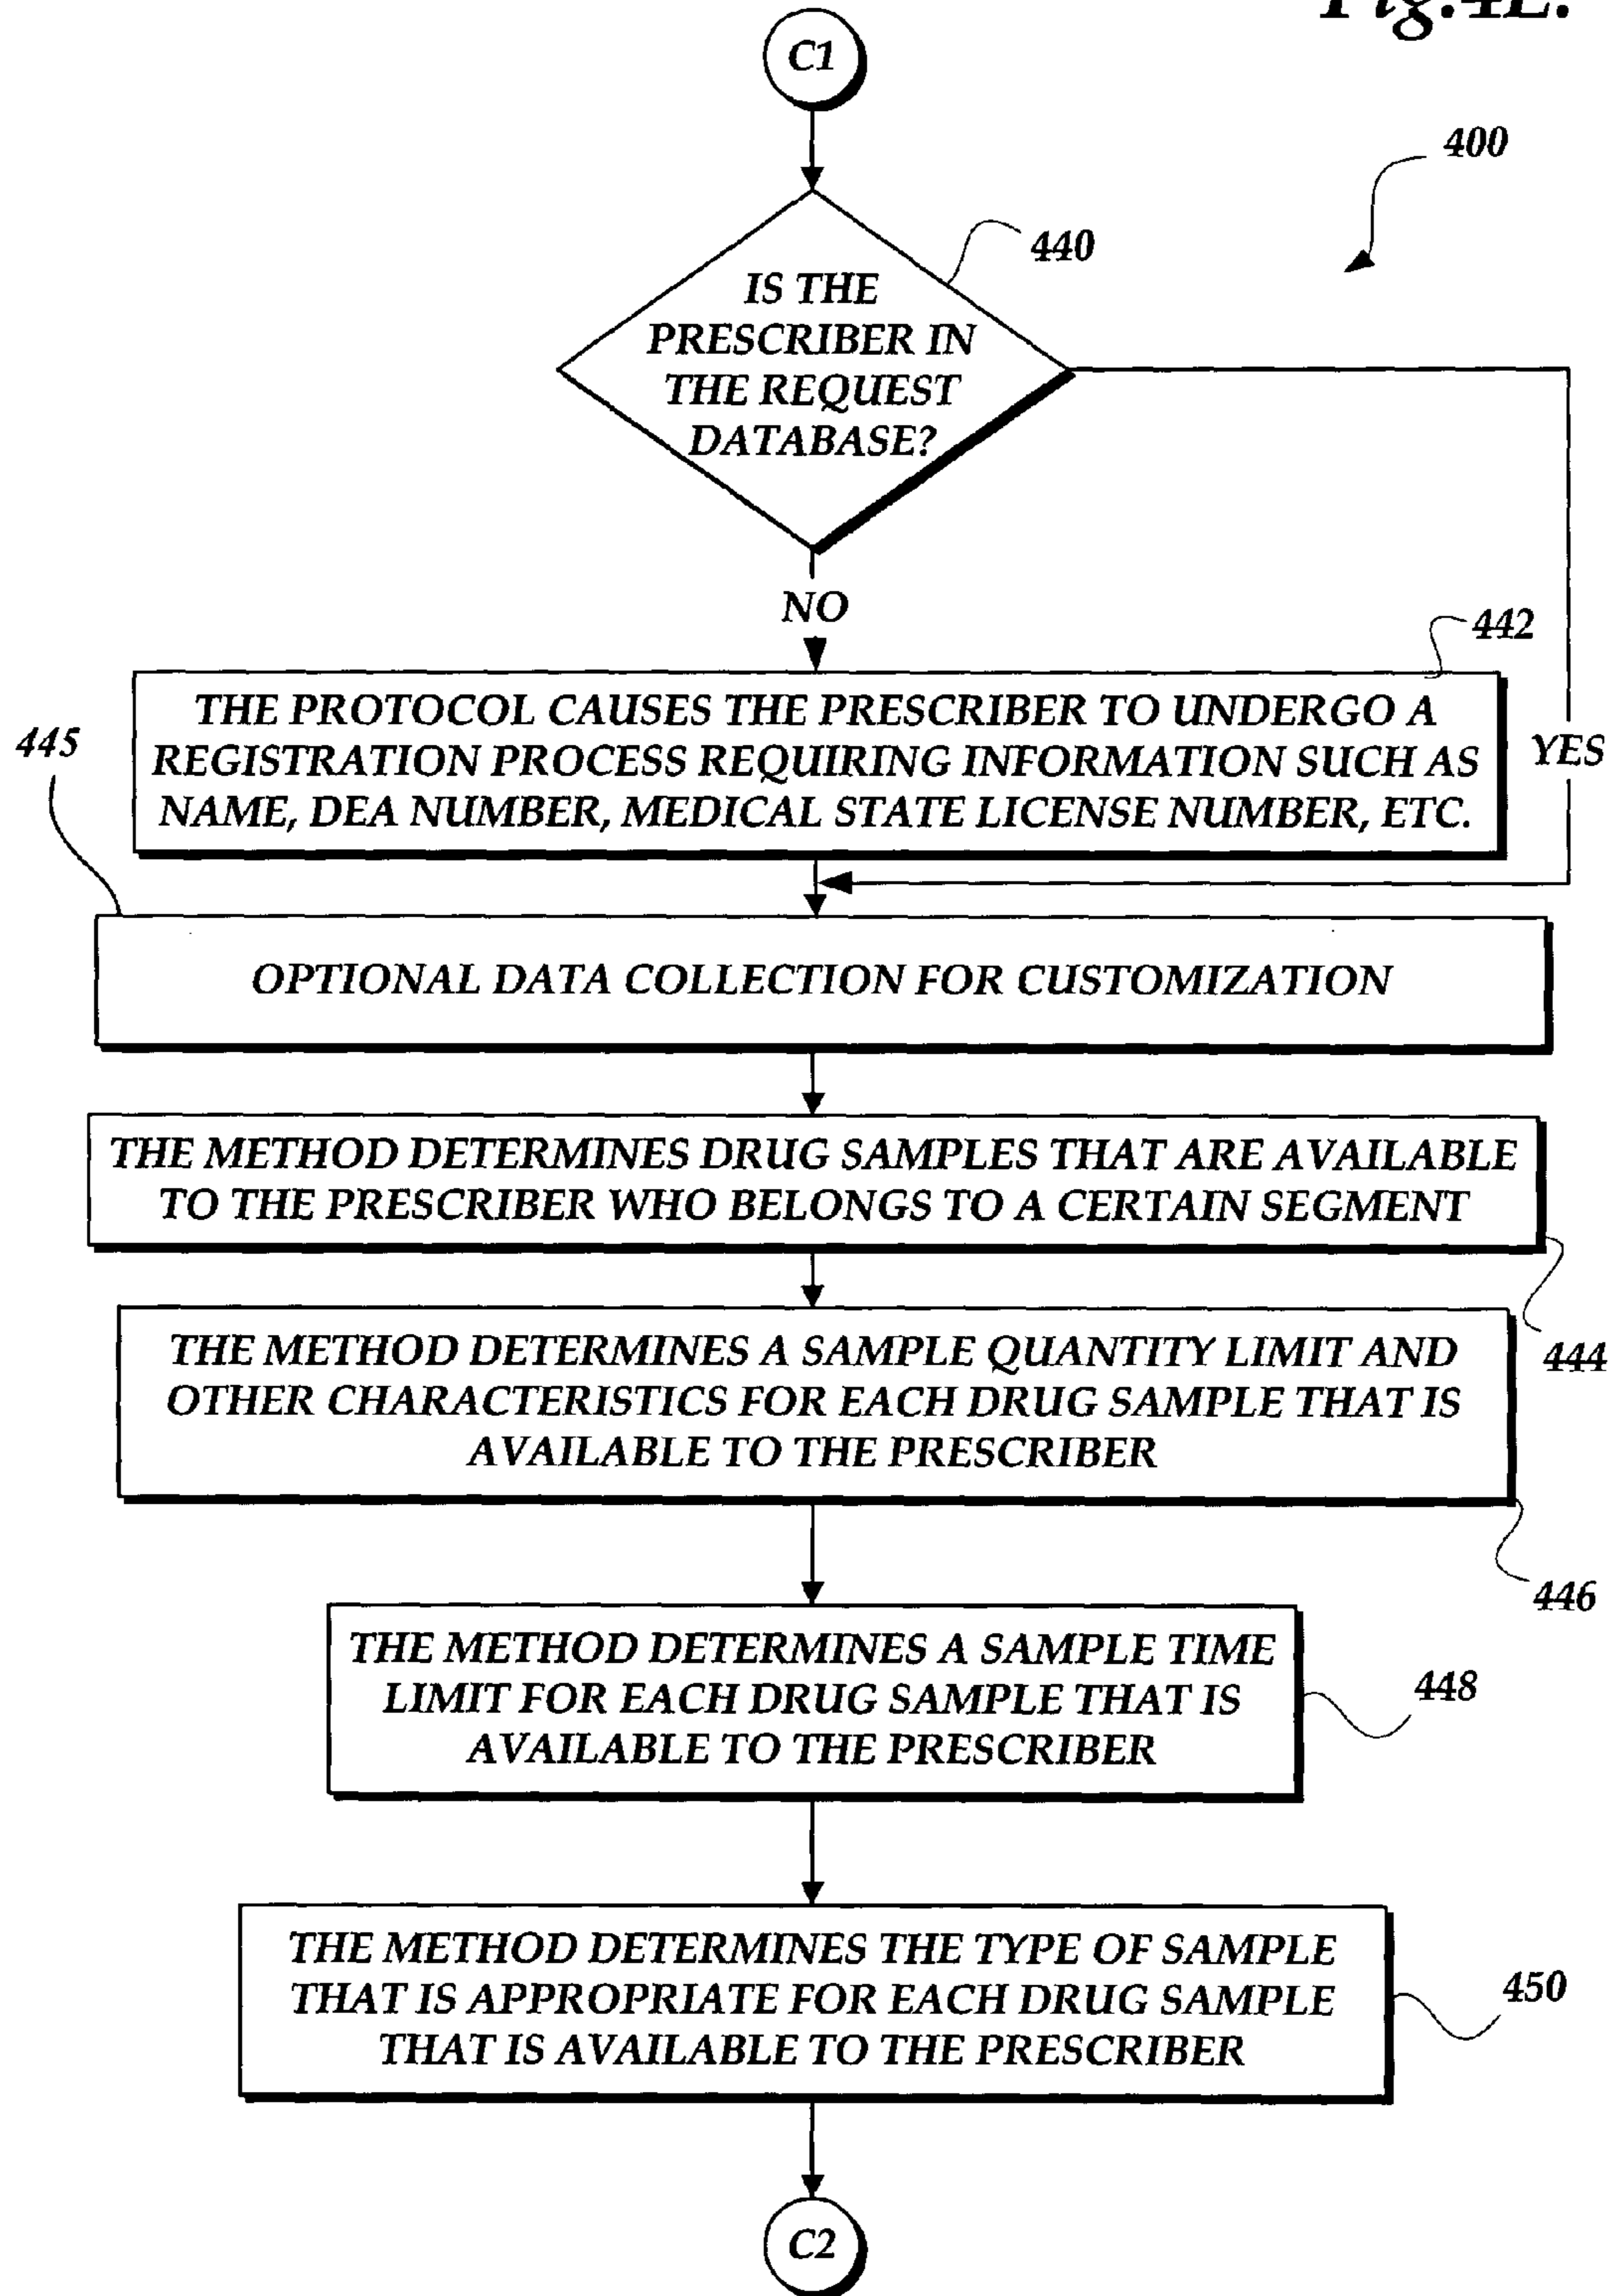 Fig.4E.
C1
400
440
IS THE
PRESCRIBER IN
THE REQUEST
DATABASE?
NO
442
THE PROTOCOL CAUSES THE PRESCRIBER TO UNDERGO A
REGISTRATION PROCESS REQUIRING INFORMATION SUCH AS
NAME, DEA NUMBER, MEDICAL STATE LICENSE NUMBER, ETC.
445
YES
OPTIONAL DATA COLLECTION FOR CUSTOMIZATION
THE METHOD DETERMINES DRUG SAMPLES THAT ARE AVAILABLE
TO THE PRESCRIBER WHO BELONGS TO A CERTAIN SEGMENT
444
THE METHOD DETERMINES A SAMPLE QUANTITY LIMIT AND
OTHER CHARACTERISTICS FOR EACH DRUG SAMPLE THAT IS
AVAILABLE TO THE PRESCRIBER
446
THE METHOD DETERMINES A SAMPLE TIME
LIMIT FOR EACH DRUG SAMPLE THAT IS
AVAILABLE TO THE PRESCRIBER
448
THE METHOD DETERMINES THE TYPE OF SAMPLE
THAT IS APPROPRIATE FOR EACH DRUG SAMPLE
THAT IS AVAILABLE TO THE PRESCRIBER
450
C2